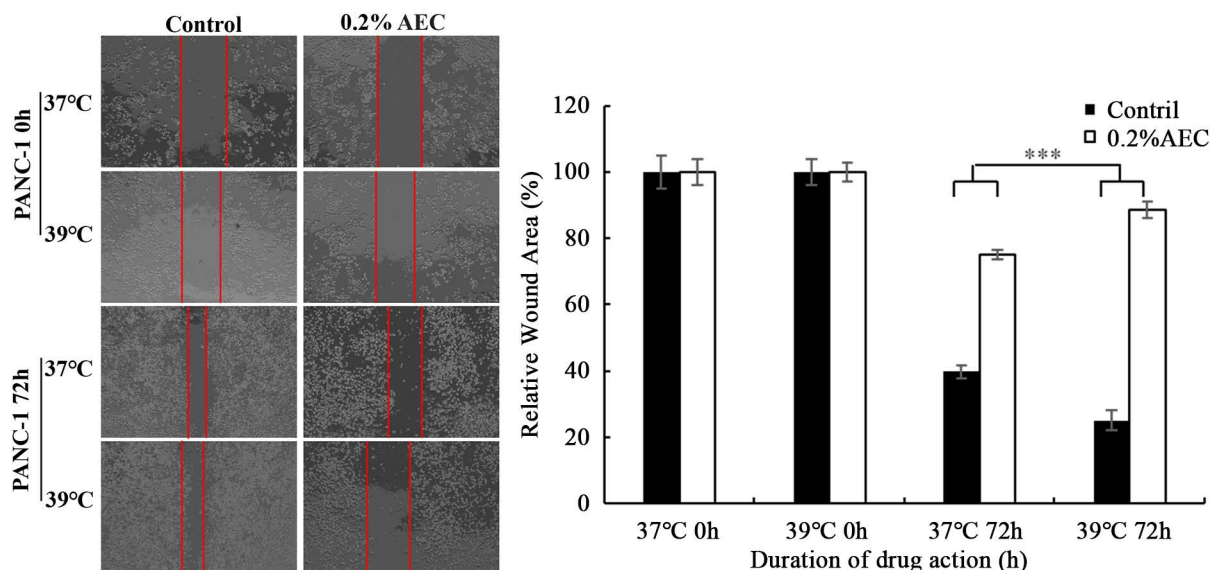 Control
0.2% AEC
PANC-1 0h
37°C
39°C
PANC-1 72h
37°C
39°C
Relative Wound Area (%)
120
100
80
60
40
20
0
Contril
0.2%AEC
***
37°C 0h
39°C 0h
37°C 72h
39°C 72h
Duration of drug action (h)